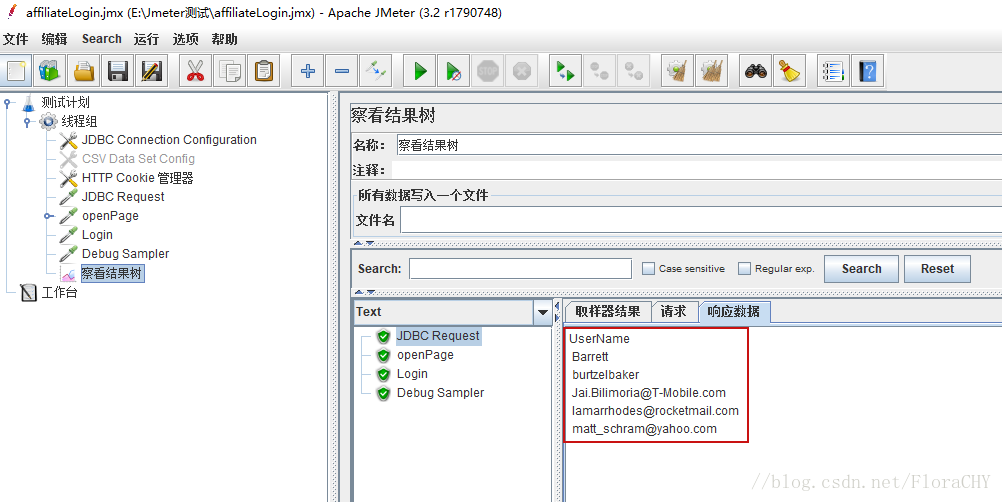 affiliateLogin.jmx (E:\Jmeter测试\affiliateLogin.jmx) - Apache JMeter (3.2 r1790748)
文件 编辑 Search 运行 选项 帮助
测试计划
线程组
JDBC Connection Configuration
CSV Data Set Config
HTTP Cookie 管理器
JDBC Request
openPage
Login
Debug Sampler
察看结果树
工作台
察看结果树
名称： 察看结果树
注释：
所有数据写入一个文件
文件名
Search: Case sensitive Regular exp. Search Reset
Text
JDBC Request
openPage
Login
Debug Sampler
取样器结果 请求 响应数据
UserName
Barrett
burtzelbaker
Jai.Bilimoria@T-Mobile.com
lamarrhodes@rocketmail.com
matt_schram@yahoo.com
//blog.csdn.net/FloraCHY